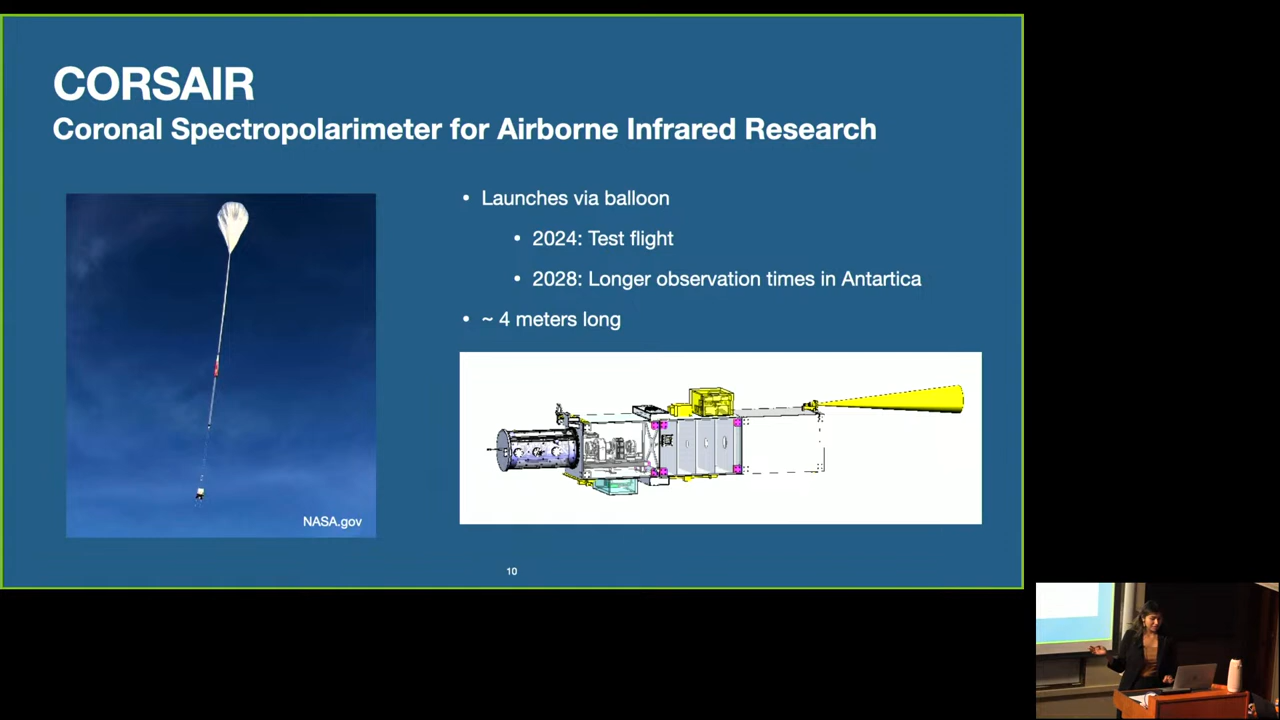 CORSAIR
Coronal Spectropolarimeter for Airborne Infrared Research
• Launches via balloon
• 2024: Test flight
• 2028: Longer observation times in Antartica
• ~ 4 meters long
NASA.gov
10